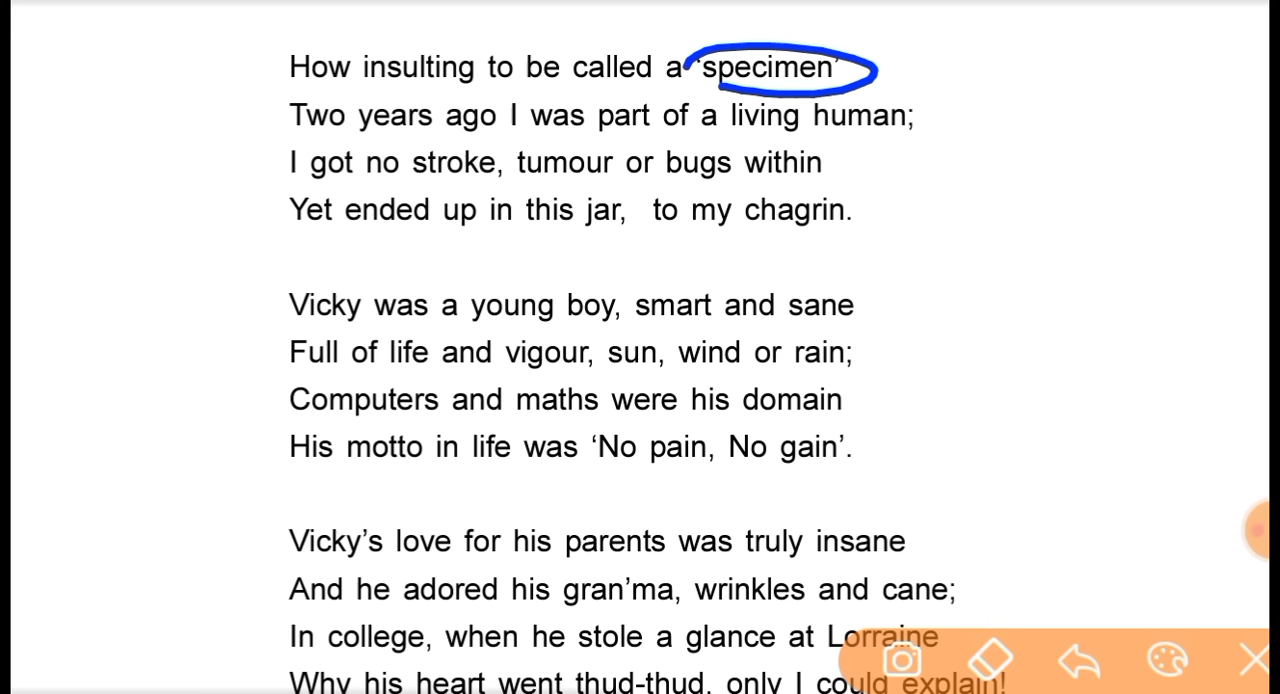 How insulting to be called a 'specimen'
Two years ago I was part of a living human;
I got no stroke, tumour or bugs within
Yet ended up in this jar, to my chagrin.
Vicky was a young boy, smart and sane
Full of life and vigour, sun, wind or rain;
Computers and maths were his domain
His motto in life was ‘No pain, No gain’.
Vicky’s love for his parents was truly insane
And he adored his gran’ma, wrinkles and cane;
In college, when he stole a glance at Lorraine
Why his heart went thud-thud, only I could explain!